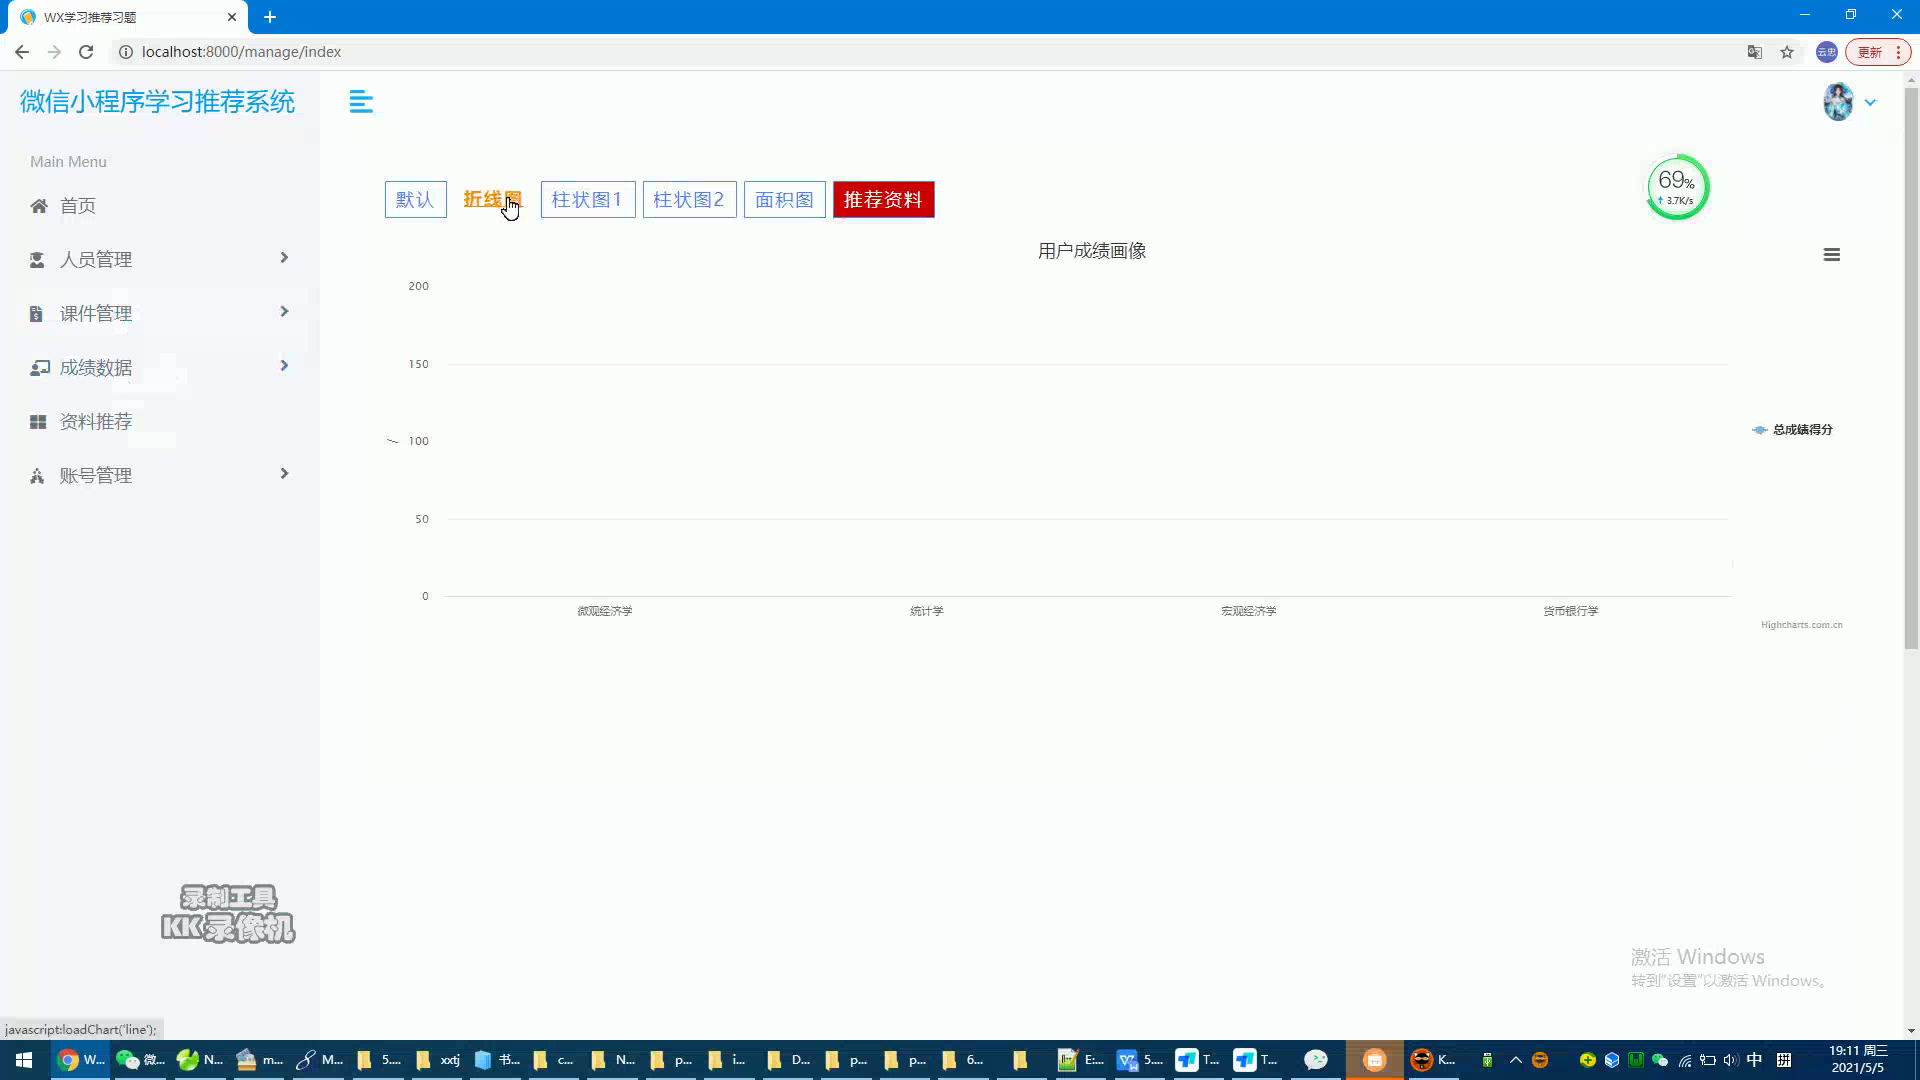 WX学习推荐习题
localhost:8000/manage/index
云忠
更新
微信小程序学习推荐系统
Main Menu
首页
人员管理
课件管理
成绩数据
资料推荐
账号管理
默认
折线图
柱状图1
柱状图2
面积图
推荐资料
69%
3.7K/s
用户成绩画像
200
150
100
50
0
微观经济学
统计学
宏观经济学
货币银行学
总成绩得分
Highcharts.com.cn
录制工具
KK录像机
激活 Windows
转到"设置"以激活 Windows。
javascript:loadChart('line');
W...
微...
N...
m...
M...
5....
xxtj
书...
c...
N...
p...
i...
D...
p...
p...
6...
E:...
5....
T...
T...
K...
中
拼
19:11 周三
2021/5/5